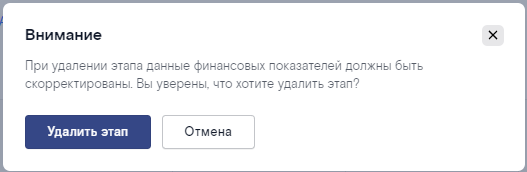 Внимание
При удалении этапа данные финансовых показателей должны быть
скорректированы. Вы уверены, что хотите удалить этап?
Удалить этап
Отмена